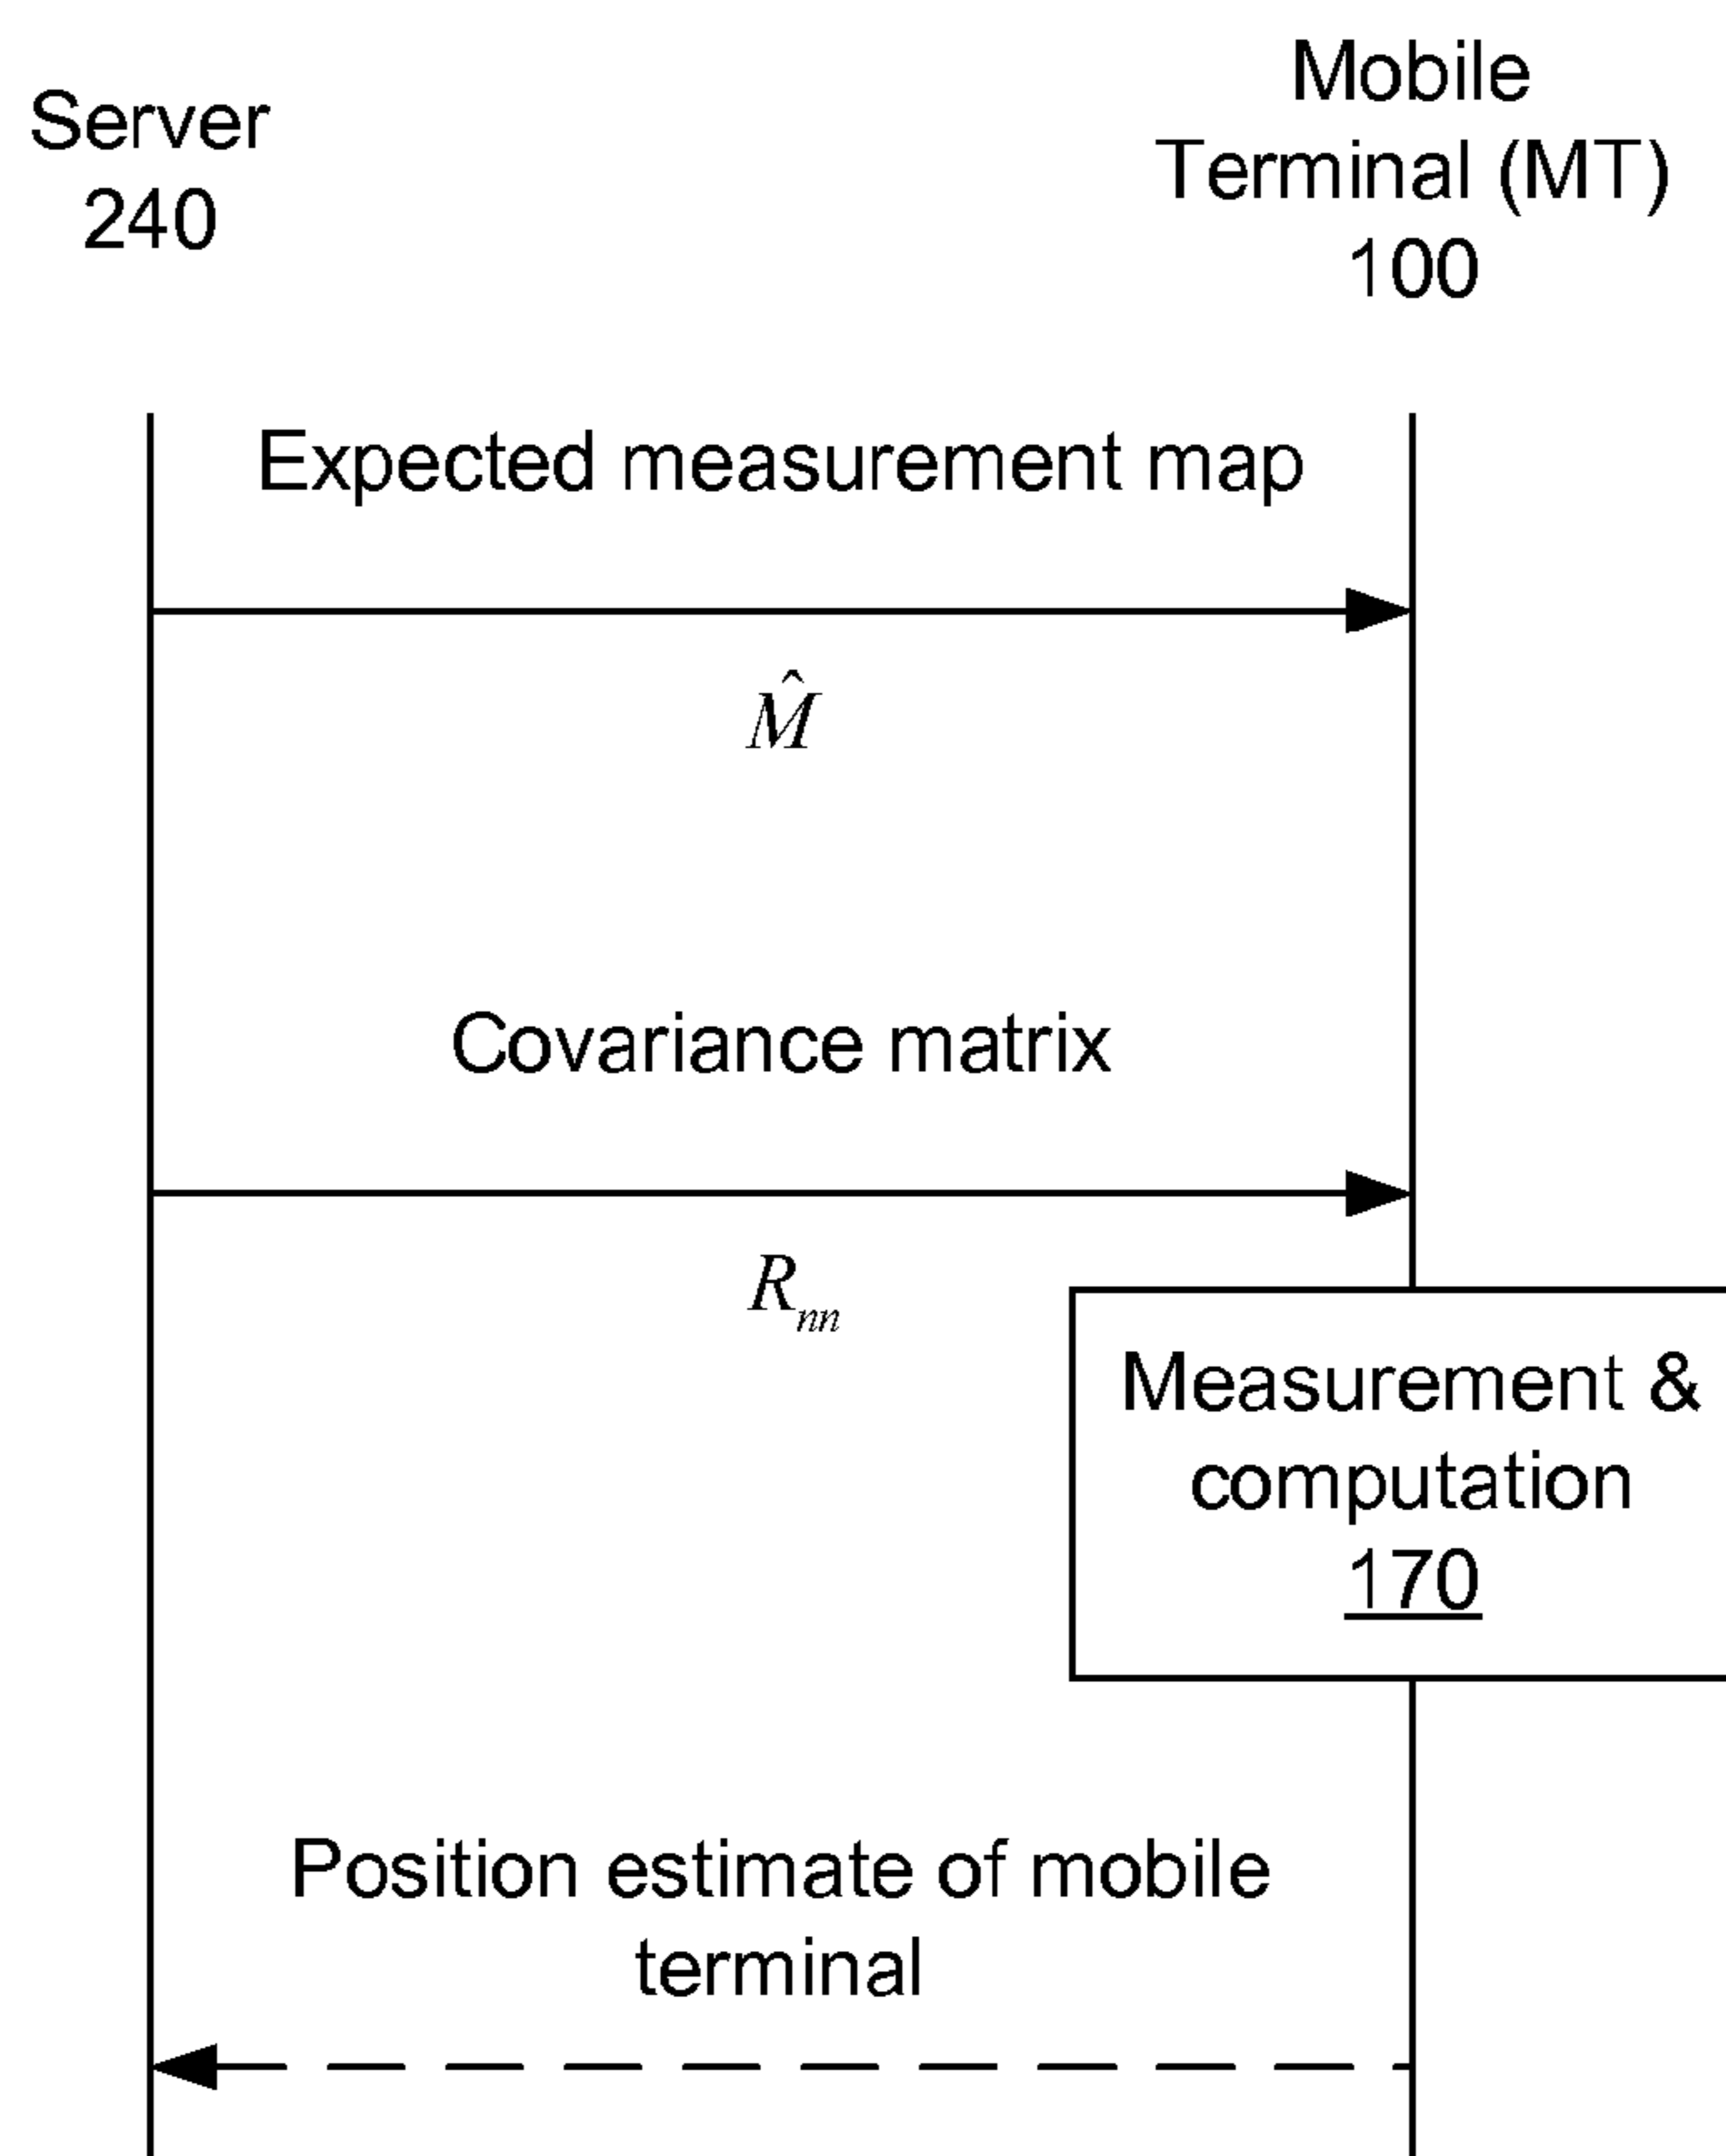 Server
240
Mobile
Terminal (MT)
100
Expected measurement map
M̂
Covariance matrix
Rₙₙ
Measurement &
computation
170
Position estimate of mobile
terminal